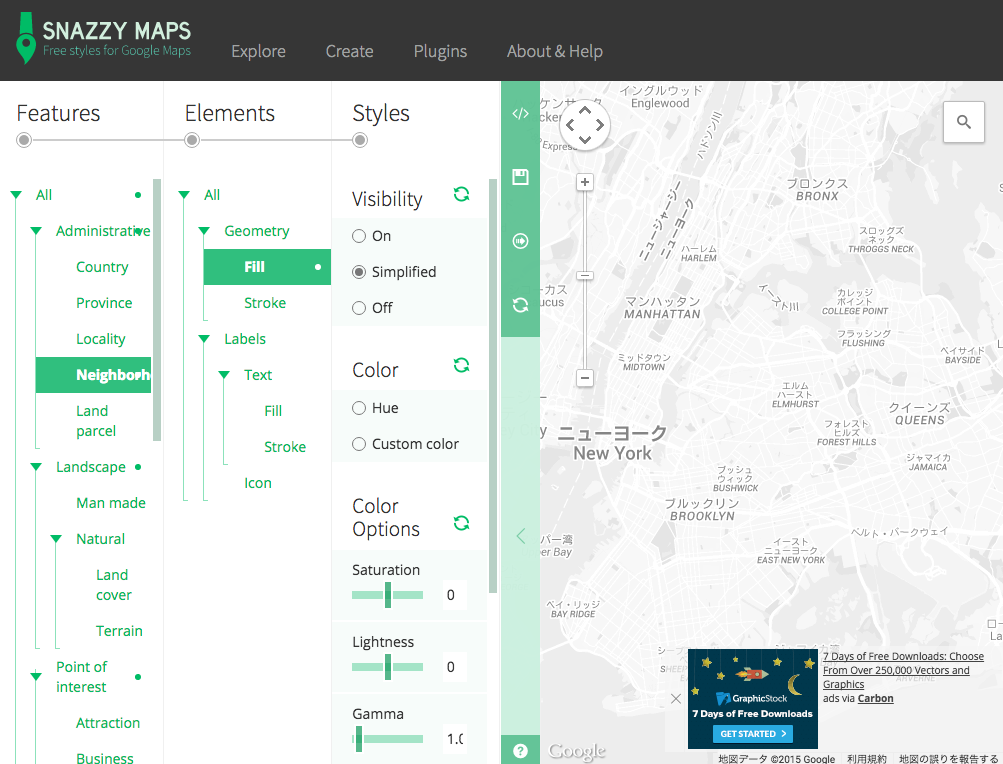 SNAZZY MAPS
Free styles for Google Maps
Explore
Create
Plugins
About & Help
Features
Elements
Styles
All
Administrative
Country
Province
Locality
Land
parcel
Landscape
Man made
Natural
Land
cover
Terrain
Point of
interest
Attraction
Business
All
Geometry
Fill
Stroke
Labels
Text
Fill
Stroke
Icon
Visibility
On
Simplified
Off
Color
Hue
Custom color
Color
Options
Saturation
0
Lightness
0
Gamma
</>
イングルウッド
Englewood
ハドソン川
ブロンクス
BRONX
ニュージャージー
ニューヨーク
ハーレム
HARLEM
スロッグズ
ネック
THROGGS NECK
マンハッタン
MANHATTAN
イースト川
カレッジ
ポイント
COLLEGE POINT
フラッシング
FLUSHING
ベイサイド
BAYSIDE
ミッドタウン
MIDTOWN
エルム
ハースト
ELMHURST
クイーンズ
QUEENS
ニューヨーク
New York
フォレスト
ヒルズ
FOREST HILLS
ジャマイカ
JAMAICA
ブッシュ
ウィック
BUSHWICK
ブルックリン
BROOKLYN
ベルト・パークウェイ
イースト
ニューヨーク
EAST NEW YORK
ベイ・リッジ
BAY RIDGE
GraphicStock
7 Days of Free Downloads
GET STARTED
7 Days of Free Downloads: Choose
From Over 250,000 Vectors and
Graphics
ads via Carbon
Google
地図データ ©2015 Google
利用規約
地図の誤りを報告する